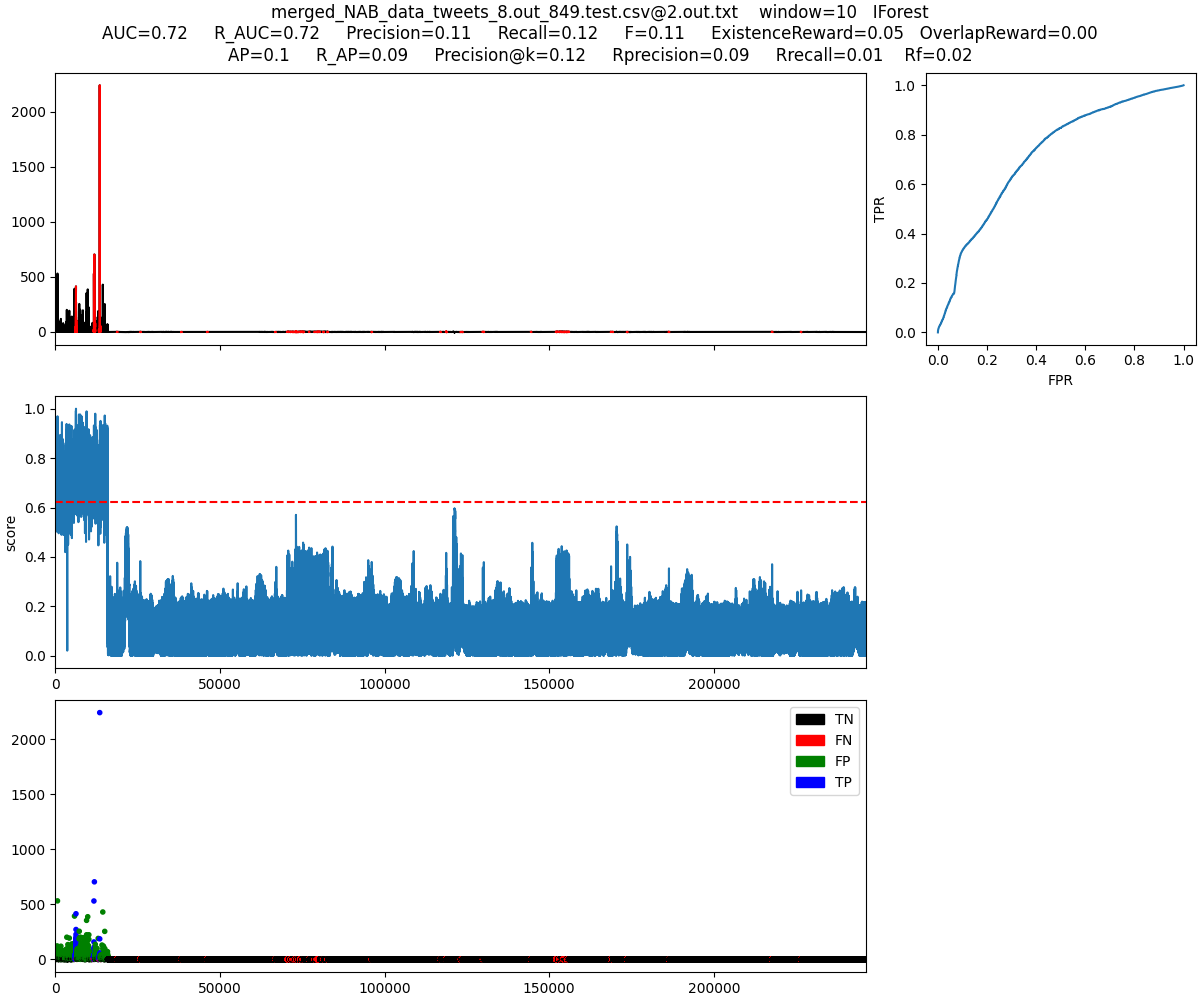 merged_NAB_data_tweets_8.out_849.test.csv@2.out.txt window=10 IForest
AUC=0.72 R_AUC=0.72 Precision=0.11 Recall=0.12 F=0.11 ExistenceReward=0.05 OverlapReward=0.00
AP=0.1 R_AP=0.09 Precision@k=0.12 Rprecision=0.09 Rrecall=0.01 Rf=0.02
2000
1500
1000
500
0
1.0
0.8
0.6
0.4
0.2
0.0
TPR
0.0 0.2 0.4 0.6 0.8 1.0
FPR
1.0
0.8
0.6
0.4
0.2
0.0
score
0 50000 100000 150000 200000
2000
1500
1000
500
0
TN
FN
FP
TP
0 50000 100000 150000 200000